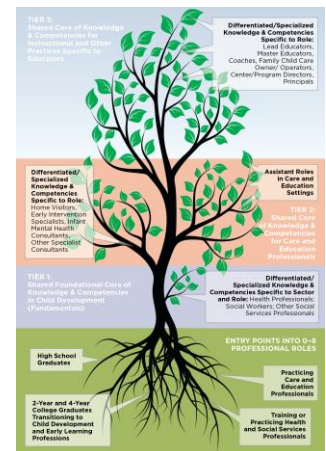 TIER 3:
Shared Core of Knowledge
& Competencies for
Instructional and Other
Practices Specific to
Educators
Differentiated/Specialized
Knowledge & Competencies
Specific to Role:
Lead Educators,
Master Educators,
Coaches, Family Child Care
Owner/ Operators,
Center/Program Directors,
Principals
Differentiated/
Specialized
Knowledge &
Competencies
Specific to Role:
Home Visitors,
Early Intervention
Specialists, Infant
Mental Health
Consultants,
Other Specialist
Consultants
Assistant Roles
in Care and
Education
Settings
TIER 2:
Shared Core
of Knowledge &
Competencies
for Care and
Education
Professionals
TIER 1:
Shared Foundational Core of
Knowledge & Competencies
in Child Development
(Fundamentals)
Differentiated/
Specialized Knowledge &
Competencies Specific to Sector
and Role: Health Professionals;
Social Workers; Other Social
Services Professionals
ENTRY POINTS INTO 0–8
PROFESSIONAL ROLES
High School
Graduates
Practicing
Care and
Education
Professionals
2-Year and 4-Year
College Graduates
Transitioning to
Child Development
and Early Learning
Professions
Training or
Practicing Health
and Social Services
Professionals